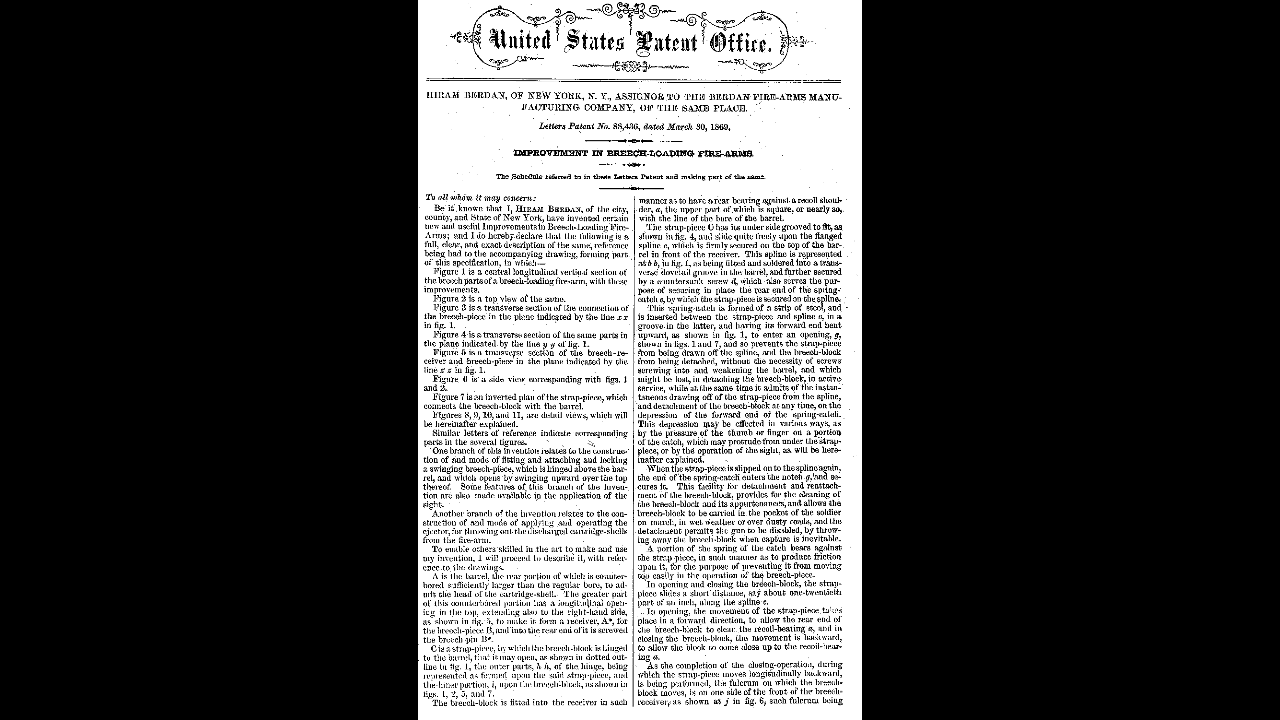 United States Patent Office.
HIRAM BERDAN, OF NEW YORK, N. Y., ASSIGNOR TO THE BERDAN FIRE-ARMS MANU-
FACTURING COMPANY, OF THE SAME PLACE.
Letters Patent No. 88,436, dated March 30, 1869.
IMPROVEMENT IN BREECH-LOADING FIRE-ARMS.
The Schedule referred to in these Letters Patent and making part of the same.
To all whom it may concern:
Be it known that I, HIRAM BERDAN, of the city,
county, and State of New York, have invented certain
new and useful Improvements in Breech-Loading Fire-
Arms; and I do hereby declare that the following is a
full, clear, and exact description of the same, reference
being had to the accompanying drawing, forming part
of this specification, in which—
Figure 1 is a central longitudinal vertical section of
the breech parts of a breech-loading fire-arm, with these
improvements.
Figure 2 is a top view of the same.
Figure 3 is a transverse section of the connection of
the breech-piece in the plane indicated by the line x x
in fig. 1.
Figure 4 is a transverse section of the same parts in
the plane indicated by the line y y of fig. 1.
Figure 5 is a transverse section of the breech-re-
ceiver and breech-piece in the plane indicated by the
line z z in fig. 1.
Figure 6 is a side view corresponding with figs. 1
and 2.
Figure 7 is an inverted plan of the strap-piece, which
connects the breech-block with the barrel.
Figures 8, 9, 10, and 11, are detail views, which will
be hereinafter explained.
Similar letters of reference indicate corresponding
parts in the several figures.
One branch of this invention relates to the construc-
tion of and mode of fitting and attaching and locking
a swinging breech-piece, which is hinged above the bar-
rel, and which opens by swinging upward over the top
thereof. Some features of this branch of the inven-
tion are also made available in the application of the
sight.
Another branch of the invention relates to the con-
struction of and mode of applying and operating the
ejector, for throwing out the discharged cartridge-shells
from the fire-arm.
To enable others skilled in the art to make and use
my invention, I will proceed to describe it, with refer-
ence to the drawings.
A is the barrel, the rear portion of which is counter-
bored sufficiently larger than the regular bore, to ad-
mit the head of the cartridge-shell. The greater part
of this counterbored portion has a longitudinal open-
ing in the top, extending also to the right-hand side,
as shown in fig. 5, to make it form a receiver, A*, for
the breech-piece B, and into the rear end of it is screwed
the breech-pin B*.
C is a strap-piece, by which the breech-block is hinged
to the barrel, that it may open, as shown in dotted out-
line in fig. 1, the outer parts, h h, of the hinge, being
represented as formed upon the said strap-piece, and
the inner portion, i, upon the breech-block, as shown in
figs. 1, 2, 5, and 7.
The breech-block is fitted into the receiver in such
manner as to have a rear bearing against a recoil shoul-
der, a, the upper part of which is square, or nearly so,
with the line of the bore of the barrel.
The strap-piece C has its under side grooved to fit, as
shown in fig. 4, and slide quite freely upon the flanged
spline c, which is firmly secured on the top of the bar-
rel in front of the receiver. This spline is represented
at b b, in fig. 1, as being fitted and soldered into a trans-
verse dovetail groove in the barrel, and further secured
by a countersunk screw d, which also serves the pur-
pose of securing in place the rear end of the spring-
catch e, by which the strap-piece is secured on the spline.
This spring-catch is formed of a strip of steel, and
is inserted between the strap-piece and spline c, in a
groove in the latter, and having its forward end bent
upward, as shown in fig. 1, to enter an opening, g,
shown in figs. 1 and 7, and so prevents the strap-piece
from being drawn off the spline, and the breech-block
from being detached, without the necessity of screws
screwing into and weakening the barrel, and which
might be lost, in detaching the breech-block, in active
service, while at the same time it admits of the instan-
taneous drawing off of the strap-piece from the spline,
and detachment of the breech-block at any time, on the
depression of the forward end of the spring-catch.
This depression may be effected in various ways, as
by the pressure of the thumb or finger on a portion
of the catch, which may protrude from under the strap-
piece, or by the operation of the sight, as will be here-
inafter explained.
When the strap-piece is slipped on to the spline again,
the end of the spring-catch enters the notch g, and se-
cures it. This facility for detachment and reattach-
ment of the breech-block, provides for the cleaning of
the breech-block and its appurtenances, and allows the
breech-block to be carried in the pocket of the soldier
on march, in wet weather or over dusty roads, and the
detachment permits the gun to be disabled, by throw-
ing away the breech-block when capture is inevitable.
A portion of the spring of the catch bears against
the strap-piece, in such manner as to produce friction
upon it, for the purpose of preventing it from moving
too easily in the operation of the breech-piece.
In opening and closing the breech-block, the strap-
piece slides a short distance, say about one-twentieth
part of an inch, along the spline c.
In opening, the movement of the strap-piece takes
place in a forward direction, to allow the rear end of
the breech-block to clear the recoil-bearing a, and in
closing the breech-block, the movement is backward,
to allow the block to come close up to the recoil-bear-
ing a.
As the completion of the closing-operation, during
which the strap-piece moves longitudinally backward,
is being performed, the fulcrum on which the breech-
block moves, is on one side of the front of the breech-
receiver, as shown at j in fig. 6, such fulcrum being